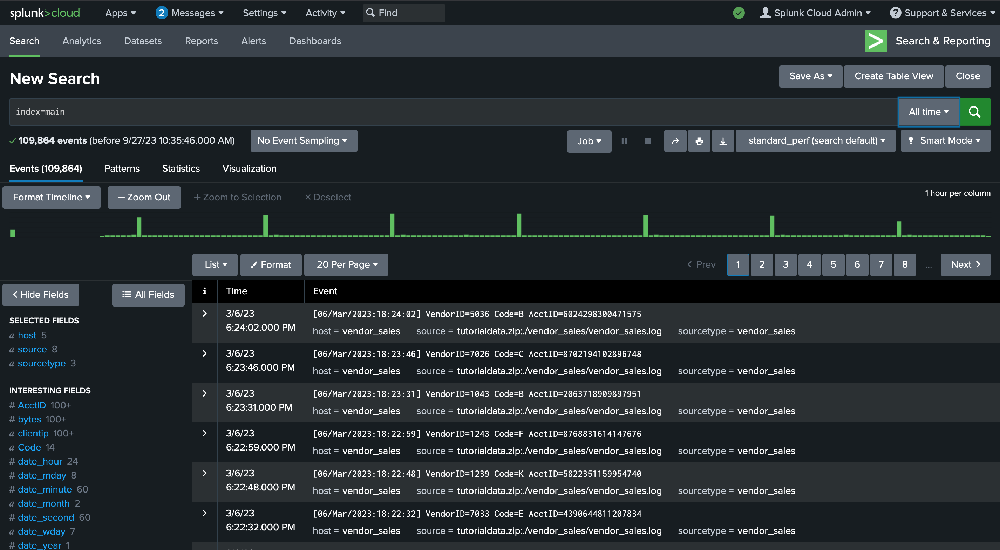 splunk>cloud Apps 2 Messages Settings Activity Find Splunk Cloud Admin ? Support & Services
Search Analytics Datasets Reports Alerts Dashboards > Search & Reporting
New Search Save As Create Table View Close
index=main All time
✓ 109,864 events (before 9/27/23 10:35:46.000 AM) No Event Sampling Job standard_perf (search default) Smart Mode
Events (109,864) Patterns Statistics Visualization
Format Timeline — Zoom Out + Zoom to Selection × Deselect 1 hour per column
List Format 20 Per Page < Prev 1 2 3 4 5 6 7 8 ... Next >
< Hide Fields All Fields
SELECTED FIELDS
a host 5
a source 8
a sourcetype 3
INTERESTING FIELDS
# AcctID 100+
# bytes 100+
a clientip 100+
a Code 14
# date_hour 24
# date_mday 8
# date_minute 60
a date_month 2
# date_second 60
a date_wday 7
# date_year 1
i Time Event
> 3/6/23 [06/Mar/2023:18:24:02] VendorID=5036 Code=B AcctID=6024298300471575
6:24:02.000 PM host = vendor_sales source = tutorialdata.zip:./vendor_sales/vendor_sales.log sourcetype = vendor_sales
> 3/6/23 [06/Mar/2023:18:23:46] VendorID=7026 Code=C AcctID=8702194102896748
6:23:46.000 PM host = vendor_sales source = tutorialdata.zip:./vendor_sales/vendor_sales.log sourcetype = vendor_sales
> 3/6/23 [06/Mar/2023:18:23:31] VendorID=1043 Code=B AcctID=2063718909897951
6:23:31.000 PM host = vendor_sales source = tutorialdata.zip:./vendor_sales/vendor_sales.log sourcetype = vendor_sales
> 3/6/23 [06/Mar/2023:18:22:59] VendorID=1243 Code=F AcctID=8768831614147676
6:22:59.000 PM host = vendor_sales source = tutorialdata.zip:./vendor_sales/vendor_sales.log sourcetype = vendor_sales
> 3/6/23 [06/Mar/2023:18:22:48] VendorID=1239 Code=K AcctID=5822351159954740
6:22:48.000 PM host = vendor_sales source = tutorialdata.zip:./vendor_sales/vendor_sales.log sourcetype = vendor_sales
> 3/6/23 [06/Mar/2023:18:22:32] VendorID=7033 Code=E AcctID=4390644811207834
6:22:32.000 PM host = vendor_sales source = tutorialdata.zip:./vendor_sales/vendor_sales.log sourcetype = vendor_sales